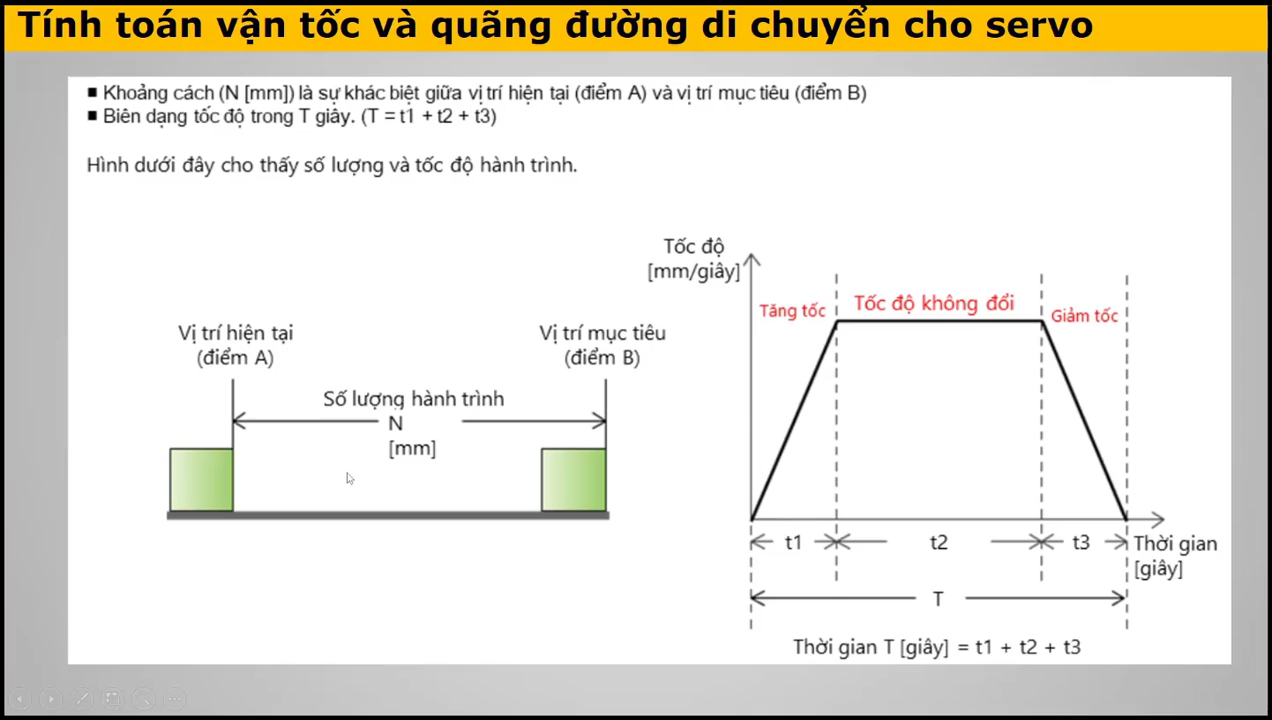 Tính toán vận tốc và quãng đường di chuyển cho servo
▪ Khoảng cách (N [mm]) là sự khác biệt giữa vị trí hiện tại (điểm A) và vị trí mục tiêu (điểm B)
▪ Biên dạng tốc độ trong T giây. (T = t1 + t2 + t3)
Hình dưới đây cho thấy số lượng và tốc độ hành trình.
Vị trí hiện tại
(điểm A)
Vị trí mục tiêu
(điểm B)
Số lượng hành trình
N
[mm]
Tốc độ
[mm/giây]
Tăng tốc
Tốc độ không đổi
Giảm tốc
t1
t2
t3
Thời gian
[giây]
T
Thời gian T [giây] = t1 + t2 + t3